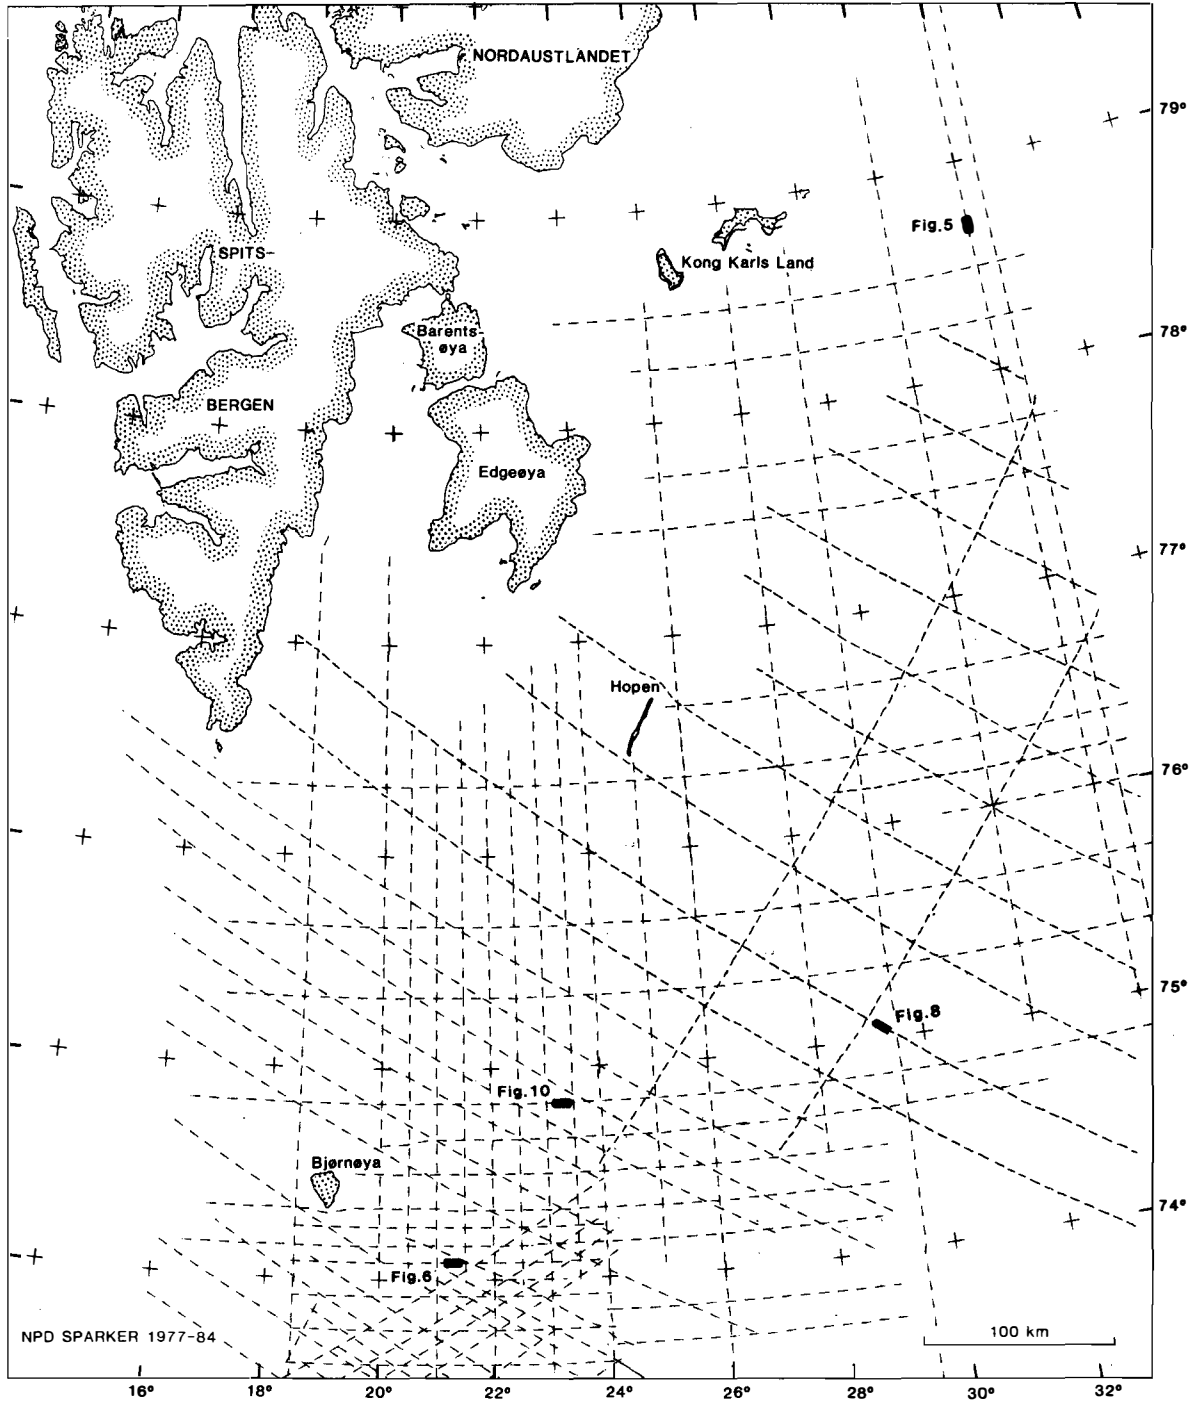 NORDAUSTLANDET
79°
Fig.5
SPITS-
Kong Karls Land
78°
Barents
øya
BERGEN
Edgeøya
77°
Hopen
76°
75°
Fig.8
Fig.10
Bjørnøya
74°
Fig.6
NPD SPARKER 1977-84
100 km
16°
18°
20°
22°
24°
26°
28°
30°
32°